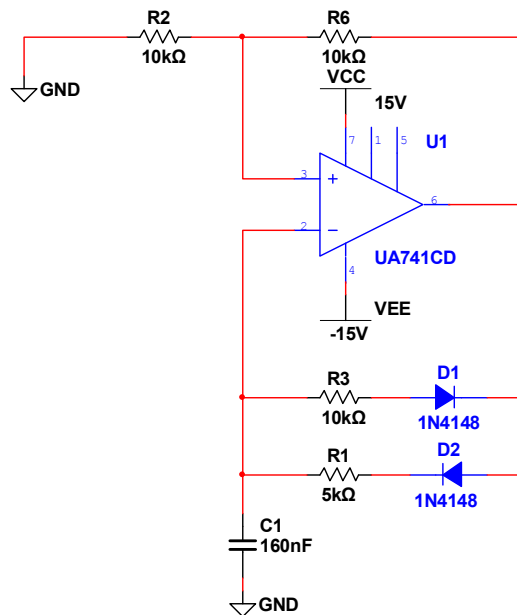 R2
10kΩ
R6
10kΩ
GND
VCC
15V
U1
7
1
5
3
+
6
2
−
4
UA741CD
VEE
-15V
R3
10kΩ
D1
1N4148
R1
5kΩ
D2
1N4148
C1
160nF
GND